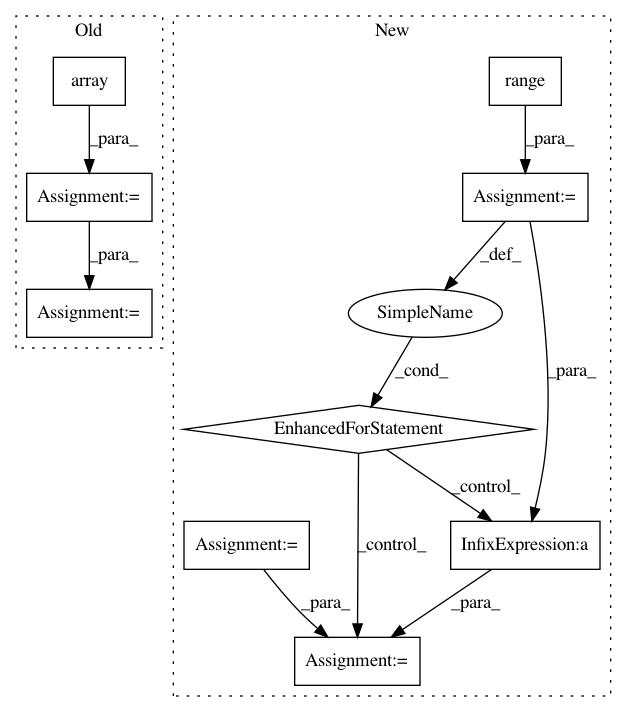 Old
New
array
range
_para_
_para_
Assignment:=
Assignment:=
_para_
_def_
Assignment:=
SimpleName
_cond_
_para_
EnhancedForStatement
_control_
Assignment:=
_control_
InfixExpression:a
_para_
_para_
Assignment:=